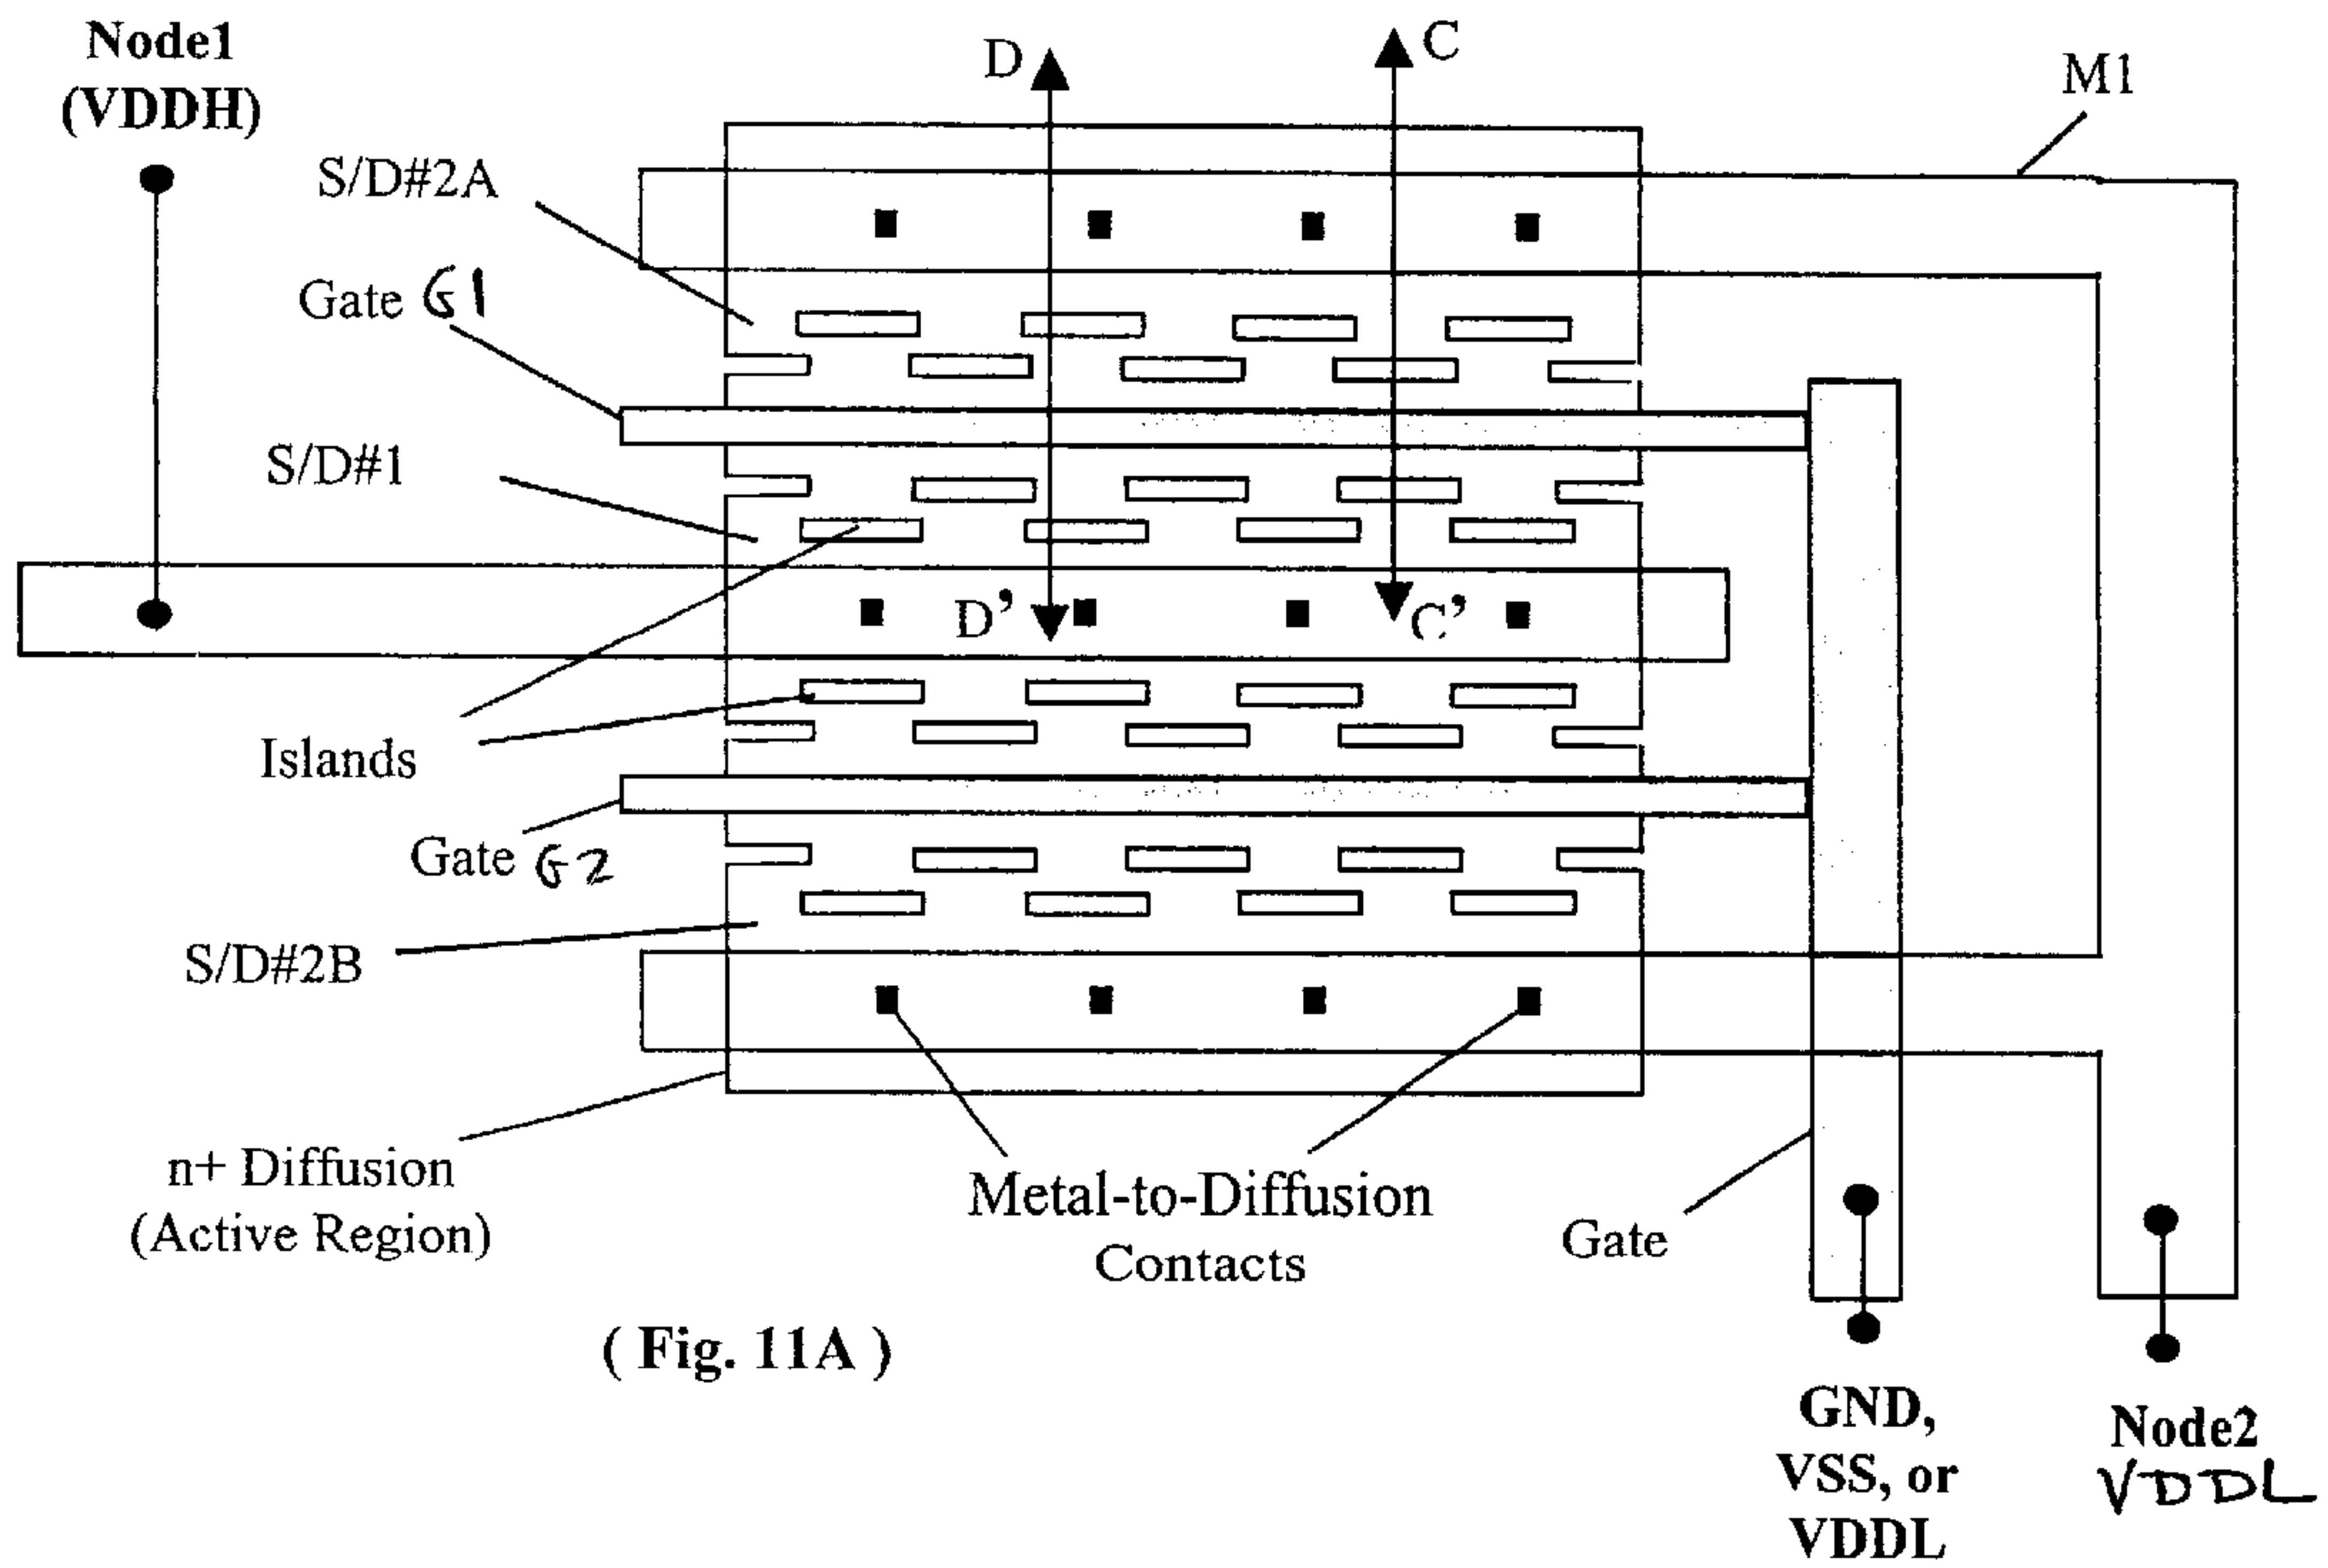 Node1
(VDDH)
D
C
M1
S/D#2A
Gate G1
S/D#1
D’
C’
Islands
Gate G2
S/D#2B
n+ Diffusion
(Active Region)
Metal-to-Diffusion
Contacts
Gate
( Fig. 11A )
GND,
VSS, or
VDDL
Node2
VDDL